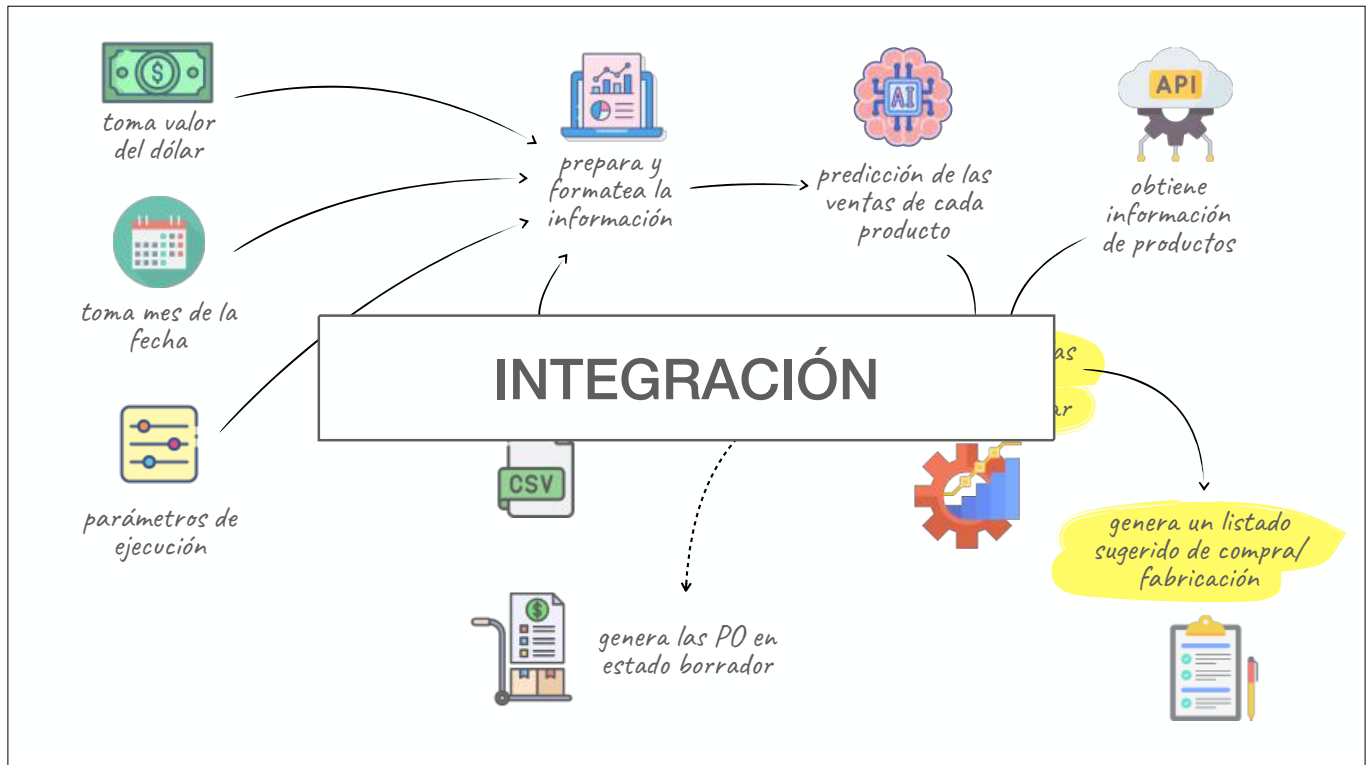 toma valor
del dólar
prepara y
formatea la
información
AI
predicción de las
ventas de cada
producto
API
obtiene
información
de productos
toma mes de la
fecha
INTEGRACIÓN
CSV
parámetros de
ejecución
genera un listado
sugerido de compra/
fabricación
genera las PO en
estado borrador